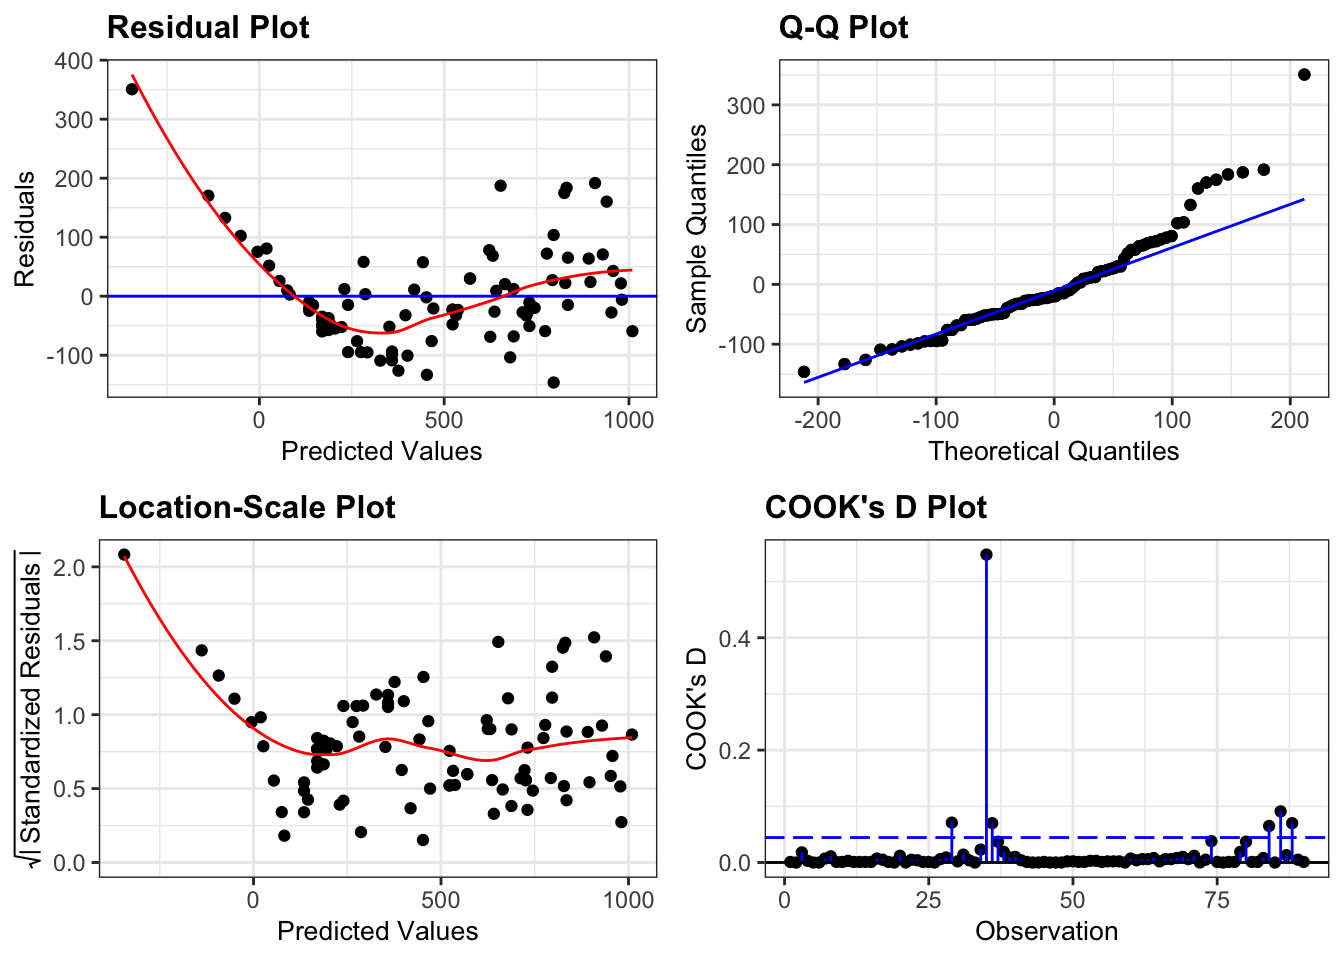 Residual Plot
400
300
200
100
0
-100
Residuals
0
500
1000
Predicted Values
Q-Q Plot
300
200
100
0
-100
Sample Quantiles
-200
-100
0
100
200
Theoretical Quantiles
Location-Scale Plot
2.0
1.5
1.0
0.5
0.0
√| Standardized Residuals |
0
500
1000
Predicted Values
COOK's D Plot
0.4
0.2
0.0
COOK's D
0
25
50
75
Observation